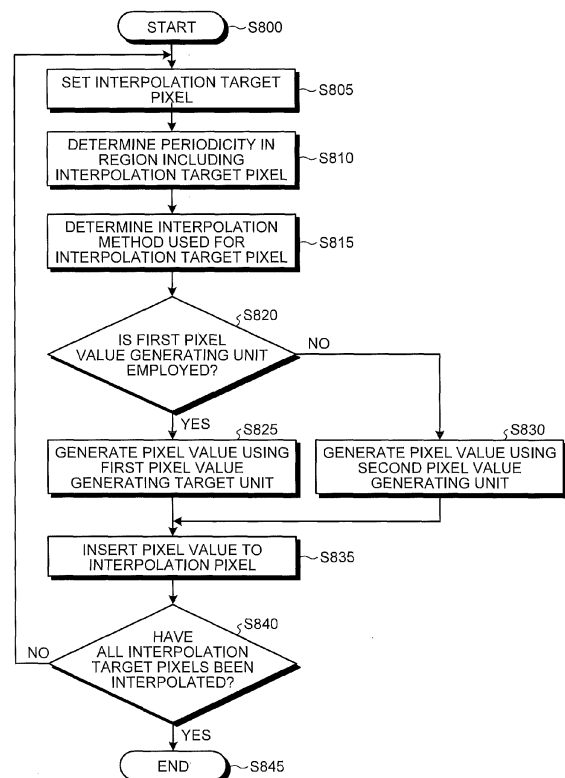 START
S800
SET INTERPOLATION TARGET
PIXEL
S805
DETERMINE PERIODICITY IN
REGION INCLUDING
INTERPOLATION TARGET PIXEL
S810
DETERMINE INTERPOLATION
METHOD USED FOR
INTERPOLATION TARGET PIXEL
S815
S820
IS FIRST PIXEL
VALUE GENERATING UNIT
EMPLOYED?
NO
YES
S825
GENERATE PIXEL VALUE USING
FIRST PIXEL VALUE
GENERATING TARGET UNIT
S830
GENERATE PIXEL VALUE USING
SECOND PIXEL VALUE
GENERATING UNIT
INSERT PIXEL VALUE TO
INTERPOLATION PIXEL
S835
S840
HAVE
ALL INTERPOLATION
TARGET PIXELS BEEN
INTERPOLATED?
NO
YES
END
S845